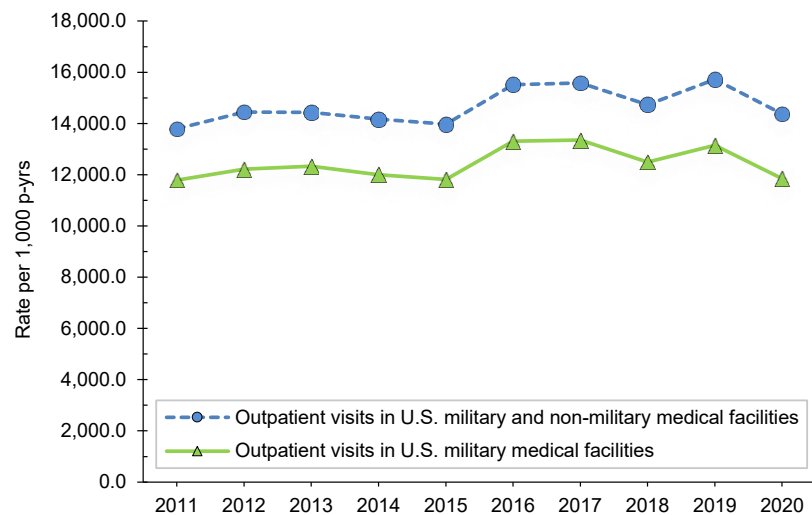 18,000.0
16,000.0
14,000.0
12,000.0
10,000.0
8,000.0
6,000.0
4,000.0
2,000.0
0.0
Rate per 1,000 p-yrs
Outpatient visits in U.S. military and non-military medical facilities
Outpatient visits in U.S. military medical facilities
2011 2012 2013 2014 2015 2016 2017 2018 2019 2020